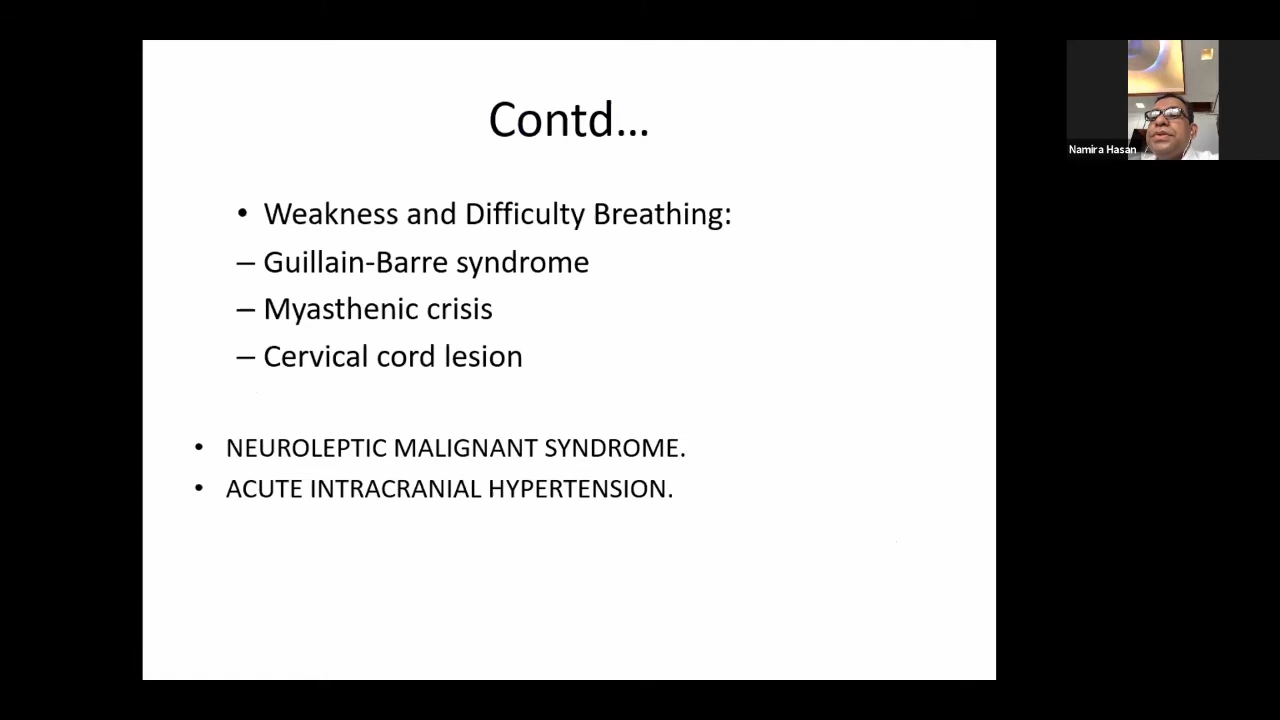 Contd...
• Weakness and Difficulty Breathing:
– Guillain-Barre syndrome
– Myasthenic crisis
– Cervical cord lesion
• NEUROLEPTIC MALIGNANT SYNDROME.
• ACUTE INTRACRANIAL HYPERTENSION.
Namira Hasan